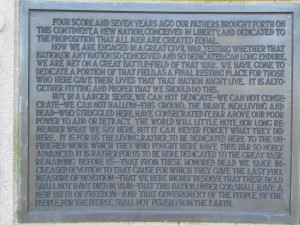 FOUR SCORE AND SEVEN YEARS AGO OUR FATHERS BROUGHT FORTH ON
THIS CONTINENT, A NEW NATION, CONCEIVED IN LIBERTY, AND DEDICATED TO
THE PROPOSITION THAT ALL MEN ARE CREATED EQUAL.
NOW WE ARE ENGAGED IN A GREAT CIVIL WAR, TESTING WHETHER THAT
NATION, OR ANY NATION SO CONCEIVED AND SO DEDICATED, CAN LONG ENDURE.
WE ARE MET ON A GREAT BATTLE-FIELD OF THAT WAR. WE HAVE COME TO
DEDICATE A PORTION OF THAT FIELD, AS A FINAL RESTING PLACE FOR THOSE
WHO HERE GAVE THEIR LIVES THAT THAT NATION MIGHT LIVE. IT IS ALTO-
GETHER FITTING AND PROPER THAT WE SHOULD DO THIS.
BUT, IN A LARGER SENSE, WE CAN NOT DEDICATE—WE CAN NOT CONSE-
CRATE—WE CAN NOT HALLOW—THIS GROUND. THE BRAVE MEN, LIVING AND
DEAD—WHO STRUGGLED HERE, HAVE CONSECRATED IT, FAR ABOVE OUR POOR
POWER TO ADD OR DETRACT. THE WORLD WILL LITTLE NOTE, NOR LONG RE-
MEMBER WHAT WE SAY HERE, BUT IT CAN NEVER FORGET WHAT THEY DID
HERE. IT IS FOR US THE LIVING, RATHER, TO BE DEDICATED HERE TO THE UN-
FINISHED WORK WHICH THEY WHO FOUGHT HERE HAVE THUS FAR SO NOBLY
ADVANCED. IT IS RATHER FOR US TO BE HERE DEDICATED TO THE GREAT TASK
REMAINING BEFORE US—THAT FROM THESE HONORED DEAD WE TAKE IN-
CREASED DEVOTION TO THAT CAUSE FOR WHICH THEY GAVE THE LAST FULL
MEASURE OF DEVOTION—THAT WE HERE HIGHLY RESOLVE THAT THESE DEAD
SHALL NOT HAVE DIED IN VAIN—THAT THIS NATION, UNDER GOD, SHALL HAVE A
NEW BIRTH OF FREEDOM—AND THAT GOVERNMENT OF THE PEOPLE, BY THE
PEOPLE, FOR THE PEOPLE, SHALL NOT PERISH FROM THE EARTH.